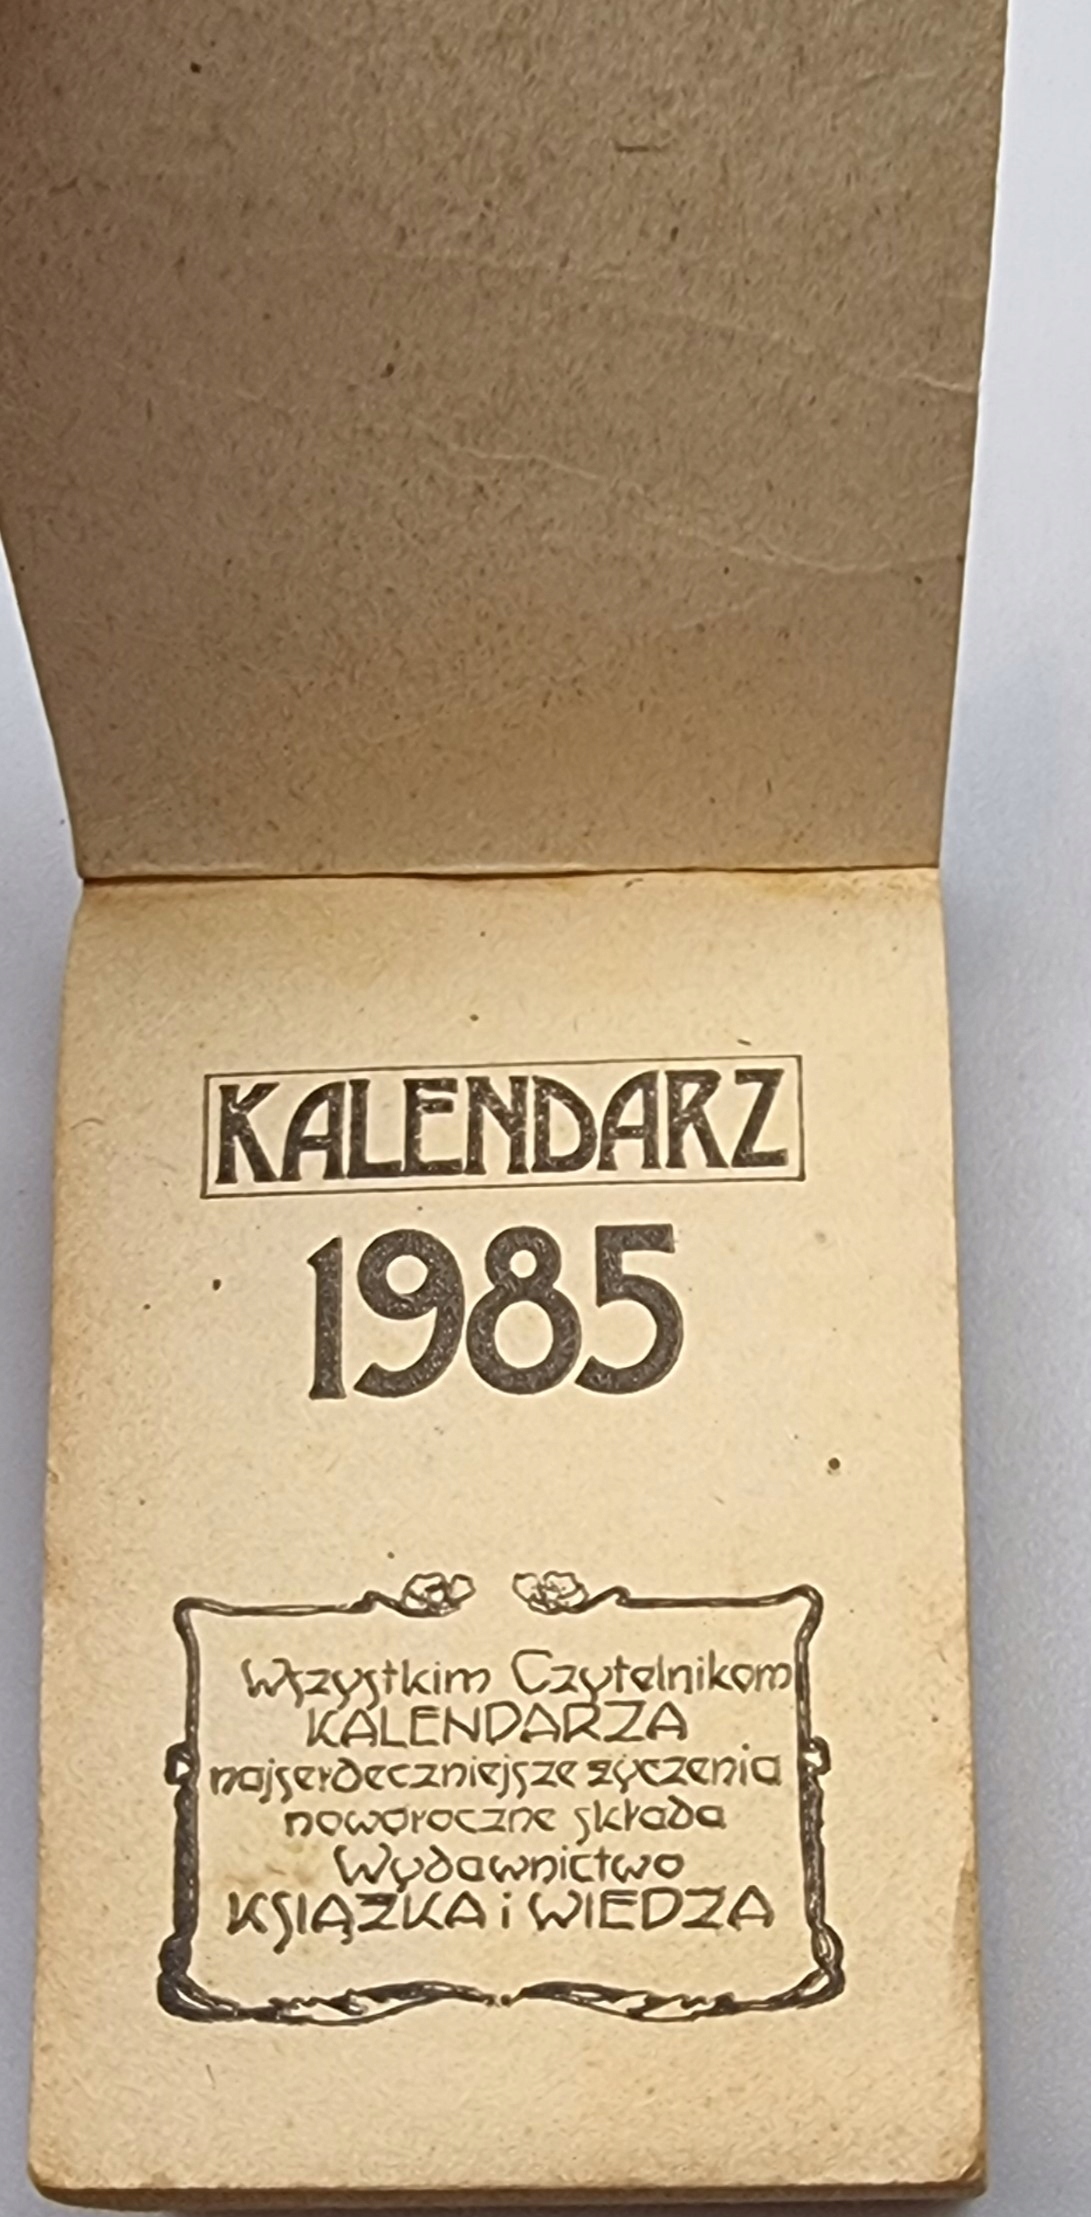 KALENDARZ
1985
Wszystkim Czytelnikom
KALENDARZA
najserdeczniejsze życzenia
noworoczne składa
Wydawnictwo
KSIĄŻKA i WIEDZA